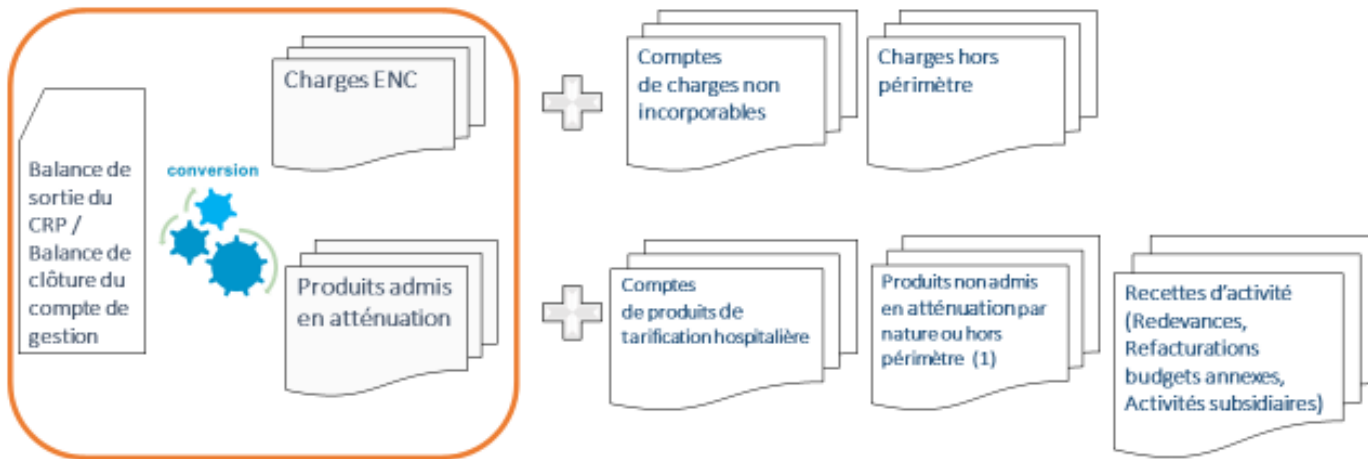 Balance de
sortie du
CRP /
Balance de
clôture du
compte de
gestion
conversion
Charges ENC
Produits admis
en atténuation
Comptes
de charges non
incorporables
Charges hors
périmètre
Comptes
de produits de
tarification hospitalière
Produits non admis
en atténuation par
nature ou hors
périmètre (1)
Recettes d'activité
(Redevances,
Refacturations
budgets annexes,
Activités subsidiaires)